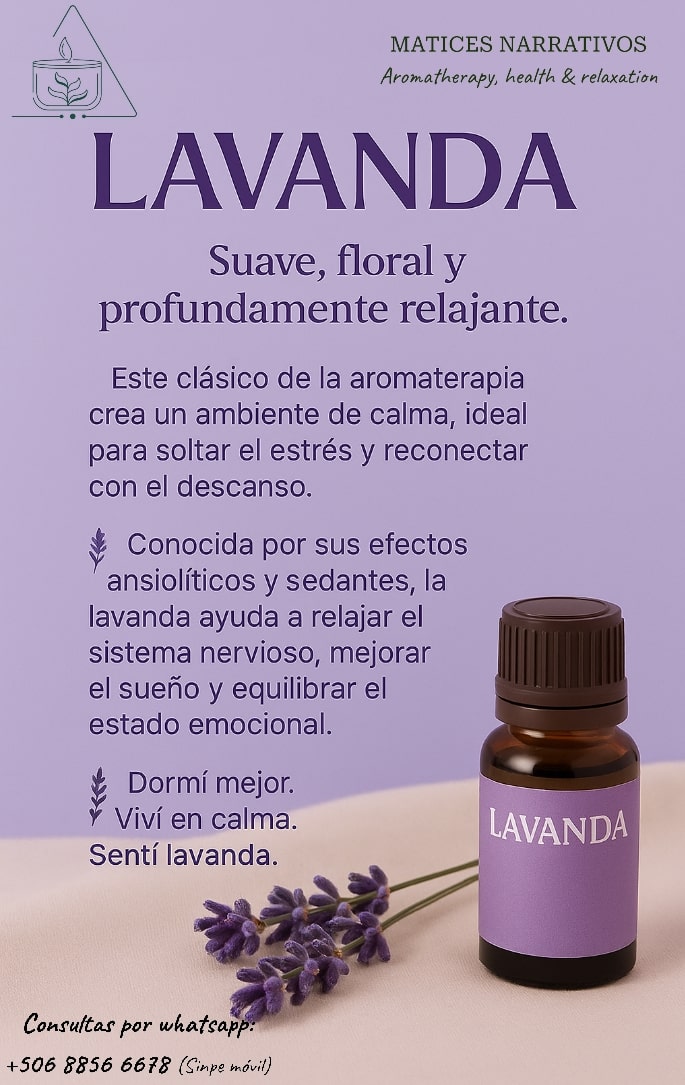 MATICES NARRATIVOS
Aromatherapy, health & relaxation
LAVANDA
Suave, floral y
profundamente relajante.
Este clásico de la aromaterapia
crea un ambiente de calma, ideal
para soltar el estrés y reconectar
con el descanso.
Conocida por sus efectos
ansiolíticos y sedantes, la
lavanda ayuda a relajar el
sistema nervioso, mejorar
el sueño y equilibrar el
estado emocional.
Dormí mejor.
Viví en calma.
Sentí lavanda.
LAVANDA
Consultas por whatsapp:
+506 8856 6678 (Sinpe móvil)